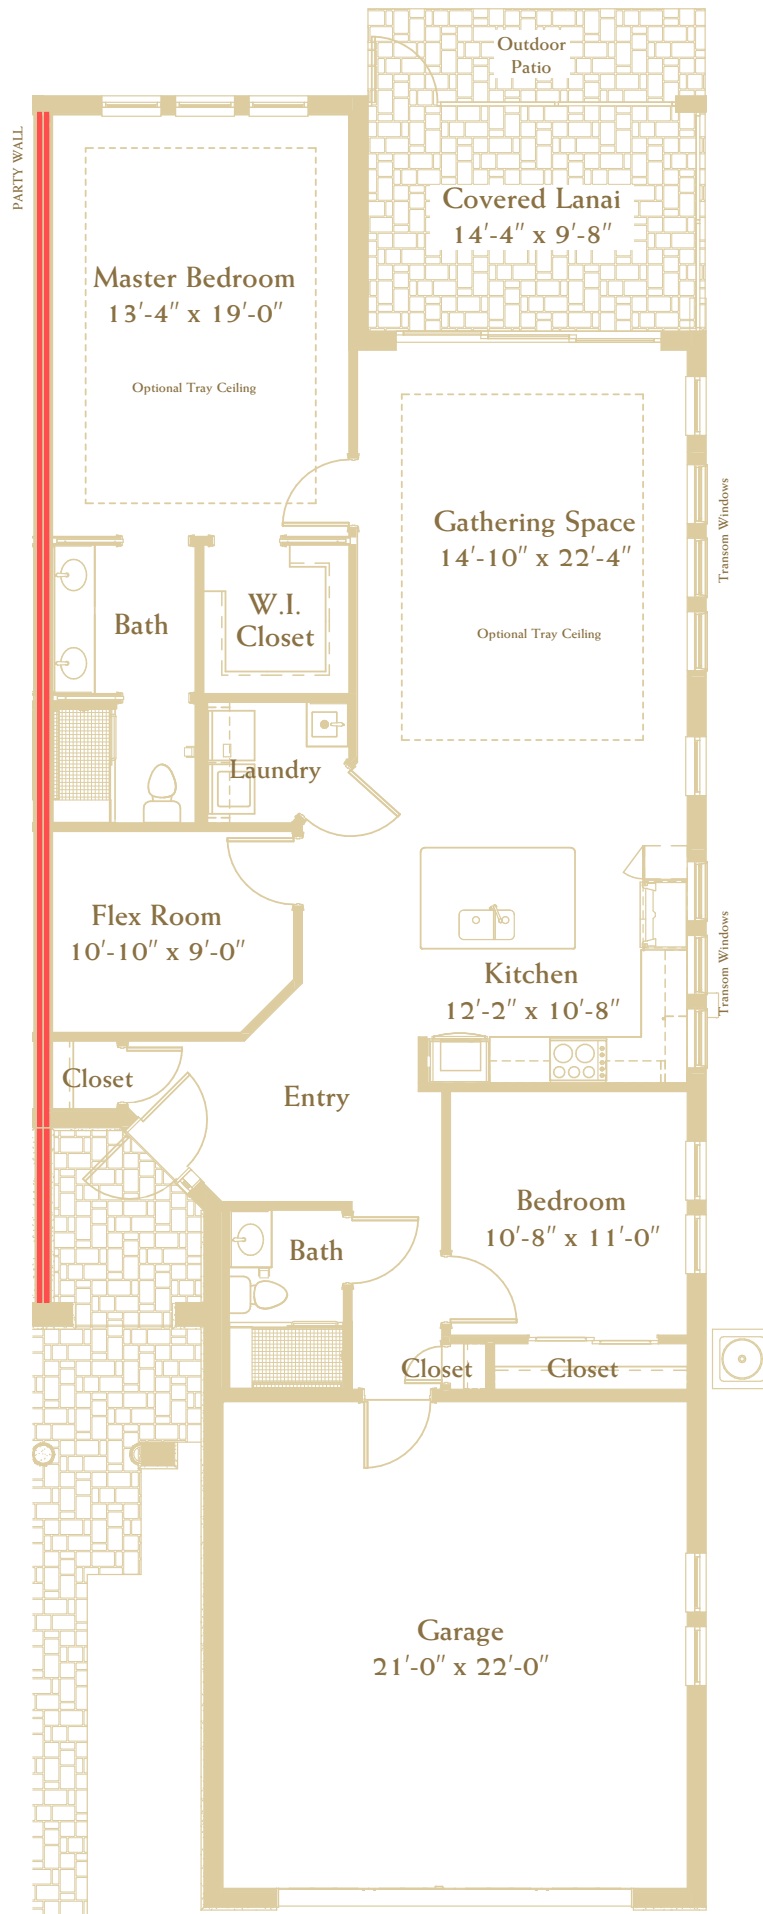 Outdoor
Patio
PARTY WALL
Covered Lanai
14'-4" x 9'-8"
Master Bedroom
13'-4" x 19'-0"
Optional Tray Ceiling
Gathering Space
14'-10" x 22'-4"
Transom Windows
Optional Tray Ceiling
Bath
W.I.
Closet
Laundry
Flex Room
10'-10" x 9'-0"
Kitchen
12'-2" x 10'-8"
Transom Windows
Closet
Entry
Bedroom
10'-8" x 11'-0"
Bath
Closet
Closet
Garage
21'-0" x 22'-0"